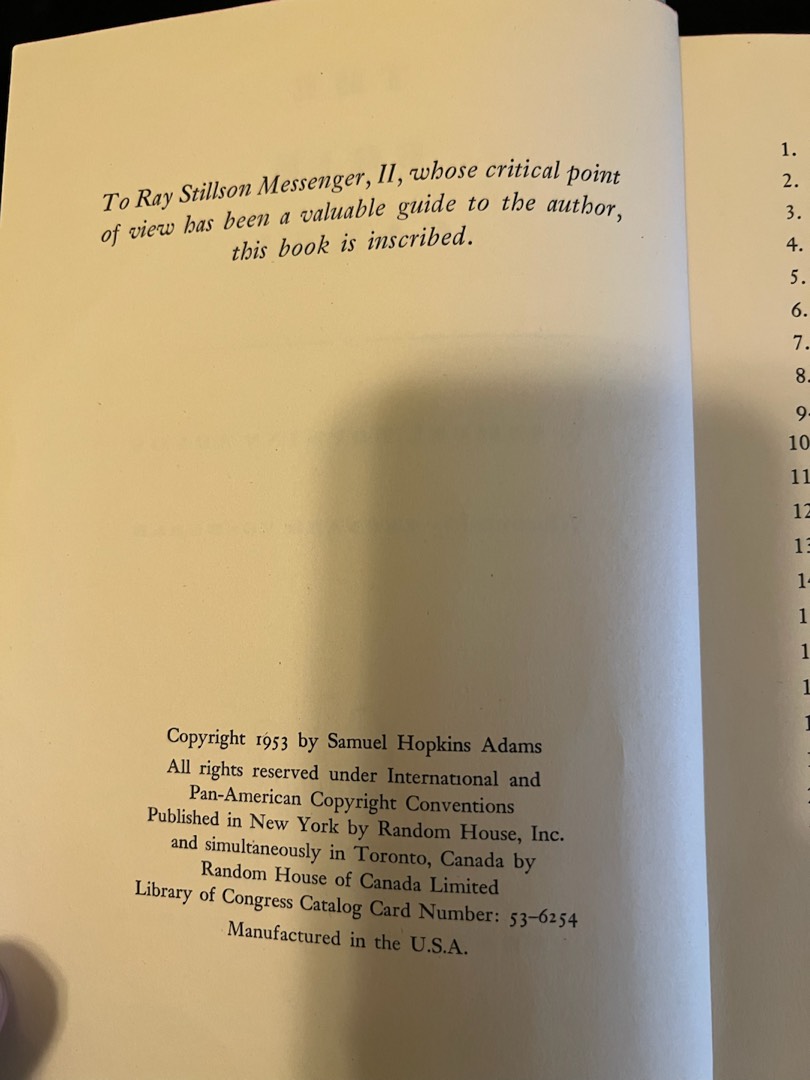 To Ray Stillson Messenger, II, whose critical point
of view has been a valuable guide to the author,
this book is inscribed.
Copyright 1953 by Samuel Hopkins Adams
All rights reserved under International and
Pan-American Copyright Conventions
Published in New York by Random House, Inc.
and simultaneously in Toronto, Canada by
Random House of Canada Limited
Library of Congress Catalog Card Number: 53–6254
Manufactured in the U.S.A.
1.
2.
3.
4.
5.
6.
7.
8.
9.
10
11
12